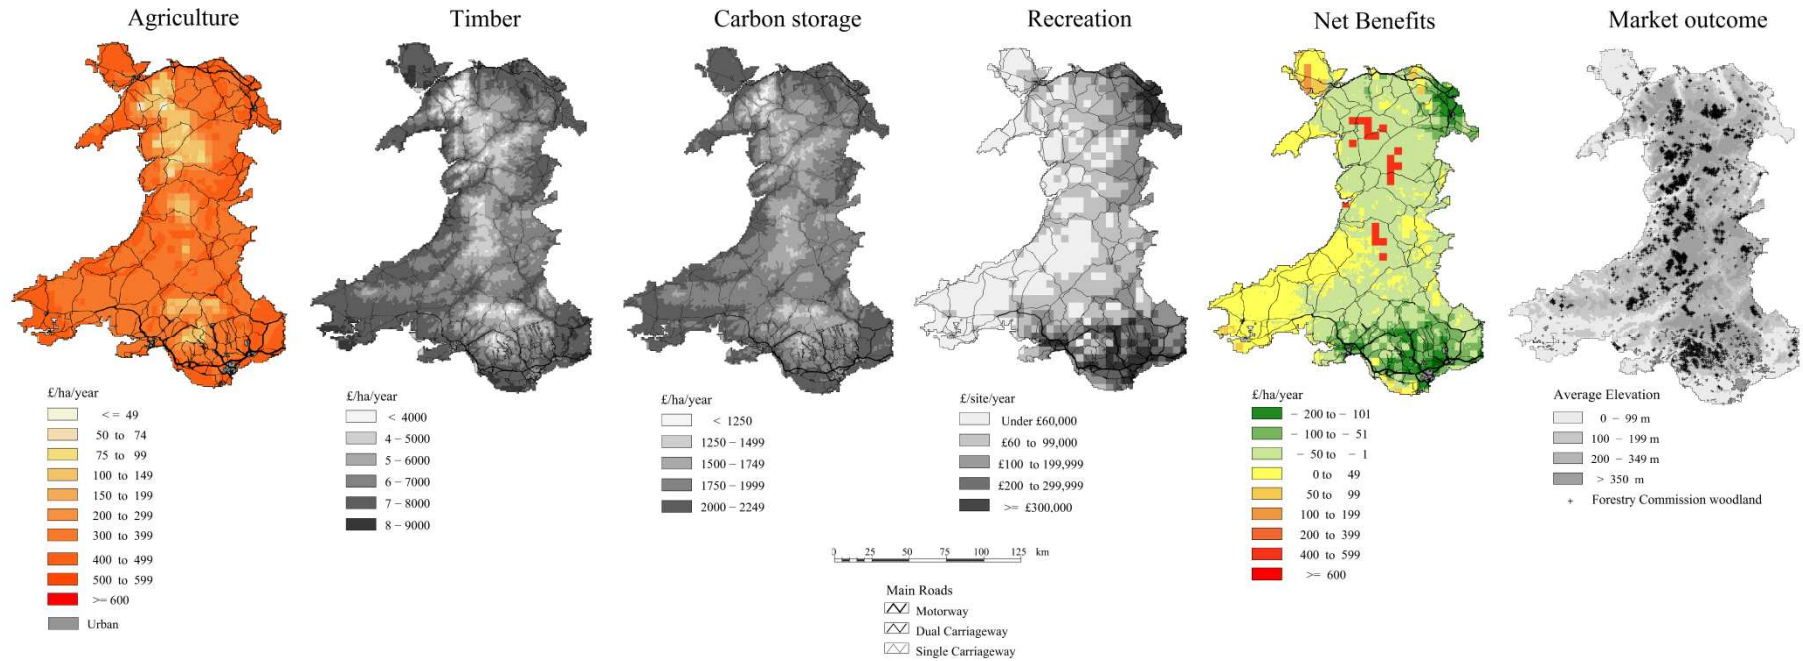 Agriculture
Timber
Carbon storage
Recreation
Net Benefits
Market outcome
£/ha/year
< = 49
50 to 74
75 to 99
100 to 149
150 to 199
200 to 299
300 to 399
400 to 499
500 to 599
>= 600
Urban
£/ha/year
< 4000
4 – 5000
5 – 6000
6 – 7000
7 – 8000
8 – 9000
£/ha/year
< 1250
1250 – 1499
1500 – 1749
1750 – 1999
2000 – 2249
£/site/year
Under £60,000
£60 to 99,000
£100 to 199,999
£200 to 299,999
>= £300,000
£/ha/year
– 200 to – 101
– 100 to – 51
– 50 to – 1
0 to 49
50 to 99
100 to 199
200 to 399
400 to 599
>= 600
Average Elevation
0 – 99 m
100 – 199 m
200 – 349 m
> 350 m
+ Forestry Commission woodland
0 25 50 75 100 125 km
Main Roads
Motorway
Dual Carriageway
Single Carriageway